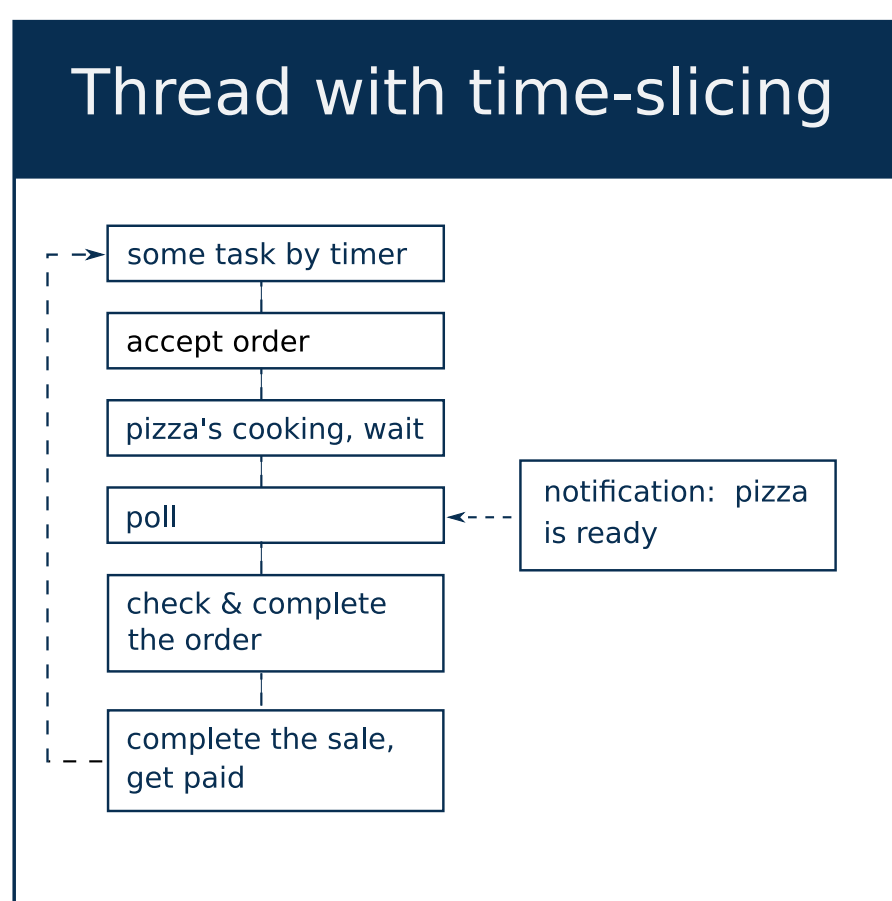 Thread with time-slicing
some task by timer
accept order
pizza's cooking, wait
poll
notification: pizza
is ready
check & complete
the order
complete the sale,
get paid